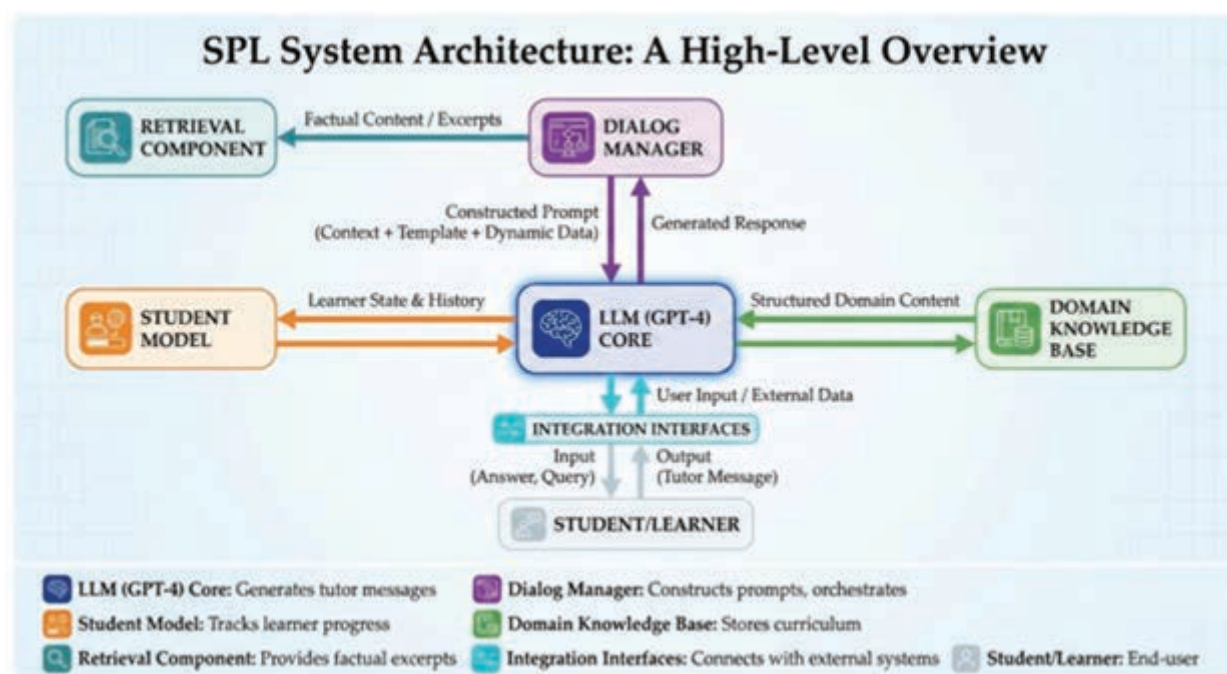 SPL System Architecture: A High-Level Overview
RETRIEVAL
COMPONENT
Factual Content / Excerpts
DIALOG
MANAGER
Constructed Prompt
(Context + Template + Dynamic Data)
Generated Response
STUDENT
MODEL
Learner State & History
LLM (GPT-4)
CORE
Structured Domain Content
DOMAIN
KNOWLEDGE
BASE
User Input / External Data
INTEGRATION INTERFACES
Input
(Answer, Query)
Output
(Tutor Message)
STUDENT/LEARNER
LLM (GPT-4) Core: Generates tutor messages
Dialog Manager: Constructs prompts, orchestrates
Student Model: Tracks learner progress
Domain Knowledge Base: Stores curriculum
Retrieval Component: Provides factual excerpts
Integration Interfaces: Connects with external systems
Student/Learner: End-user